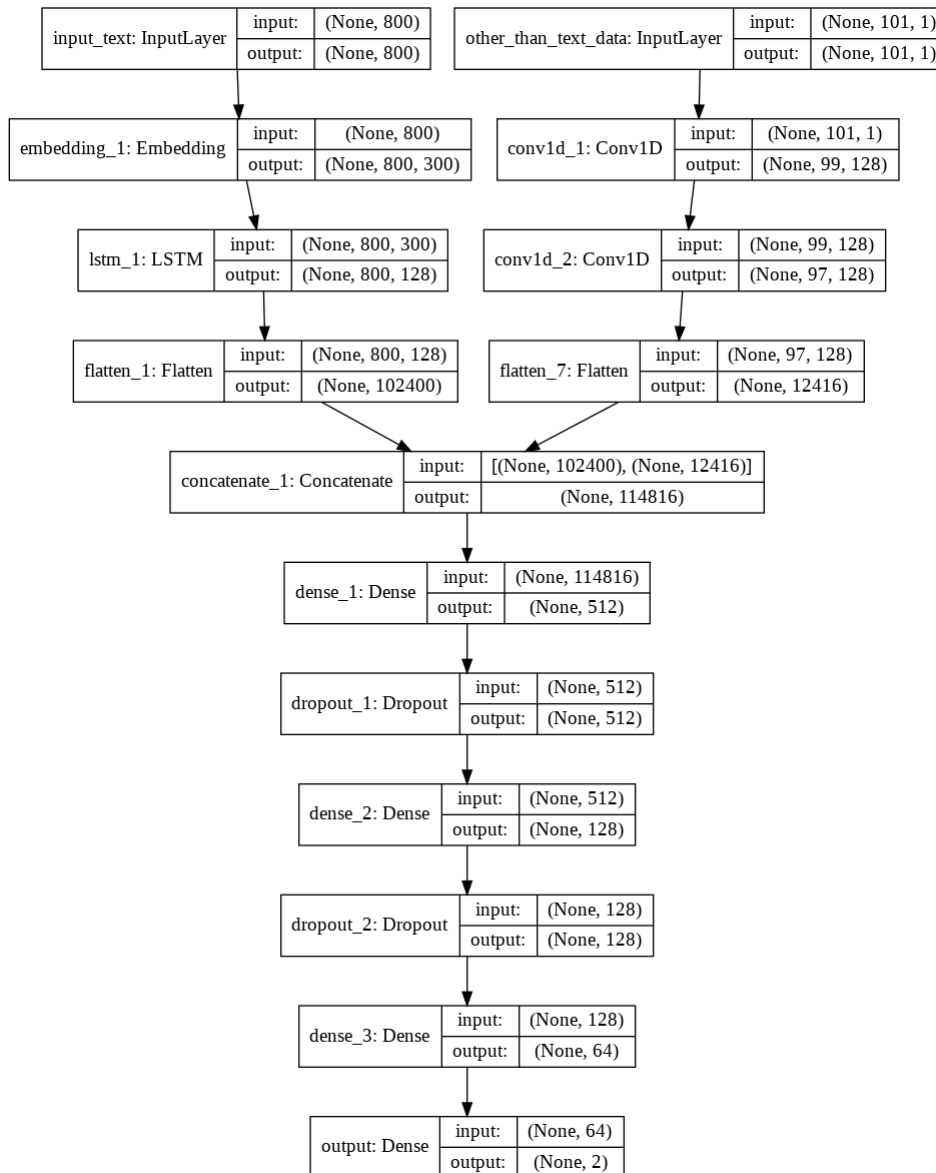 input_text: InputLayer
input: (None, 800)
output: (None, 800)
other_than_text_data: InputLayer
input: (None, 101, 1)
output: (None, 101, 1)
embedding_1: Embedding
input: (None, 800)
output: (None, 800, 300)
conv1d_1: Conv1D
input: (None, 101, 1)
output: (None, 99, 128)
lstm_1: LSTM
input: (None, 800, 300)
output: (None, 800, 128)
conv1d_2: Conv1D
input: (None, 99, 128)
output: (None, 97, 128)
flatten_1: Flatten
input: (None, 800, 128)
output: (None, 102400)
flatten_7: Flatten
input: (None, 97, 128)
output: (None, 12416)
concatenate_1: Concatenate
input: [(None, 102400), (None, 12416)]
output: (None, 114816)
dense_1: Dense
input: (None, 114816)
output: (None, 512)
dropout_1: Dropout
input: (None, 512)
output: (None, 512)
dense_2: Dense
input: (None, 512)
output: (None, 128)
dropout_2: Dropout
input: (None, 128)
output: (None, 128)
dense_3: Dense
input: (None, 128)
output: (None, 64)
output: Dense
input: (None, 64)
output: (None, 2)